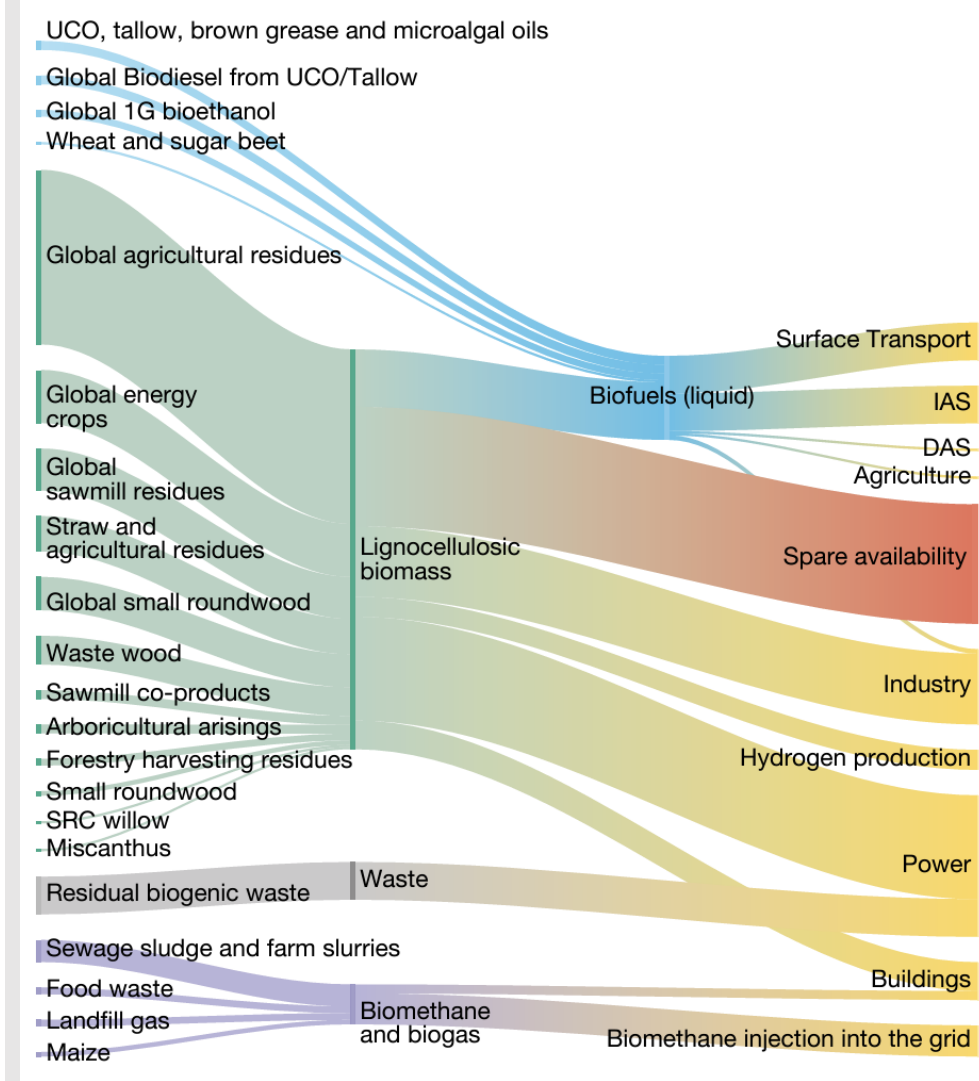 UCO, tallow, brown grease and microalgal oils
Global Biodiesel from UCO/Tallow
Global 1G bioethanol
Wheat and sugar beet
Global agricultural residues
Global energy
crops
Global
sawmill residues
Straw and
agricultural residues
Global small roundwood
Waste wood
Sawmill co-products
Arboricultural arisings
Forestry harvesting residues
Small roundwood
SRC willow
Miscanthus
Residual biogenic waste
Sewage sludge and farm slurries
Food waste
Landfill gas
Maize
Lignocellulosic
biomass
Waste
Biomethane
and biogas
Biofuels (liquid)
Surface Transport
IAS
DAS
Agriculture
Spare availability
Industry
Hydrogen production
Power
Buildings
Biomethane injection into the grid